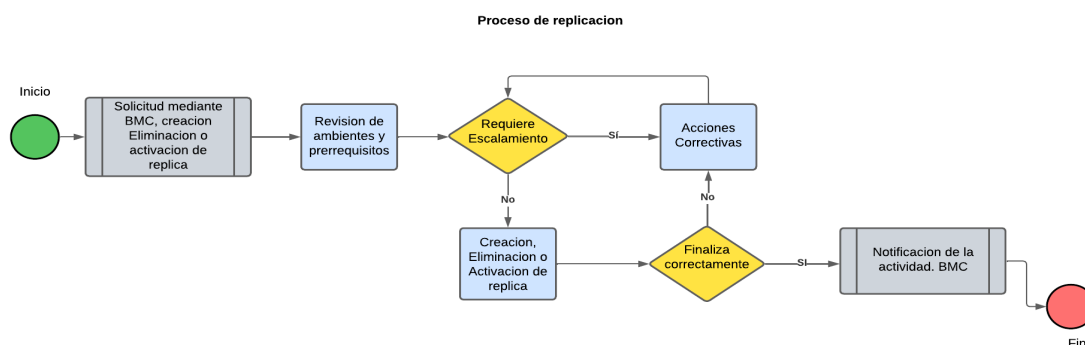 Proceso de replicacion
Inicio
Solicitud mediante
BMC, creacion
Eliminacion o
activacion de
replica
Revision de
ambientes y
prerrequisitos
Requiere
Escalamiento
Sí
Acciones
Correctivas
No
No
Creacion,
Eliminacion o
Activacion de
replica
Finaliza
correctamente
SI
Notificacion de la
actividad. BMC
Fin